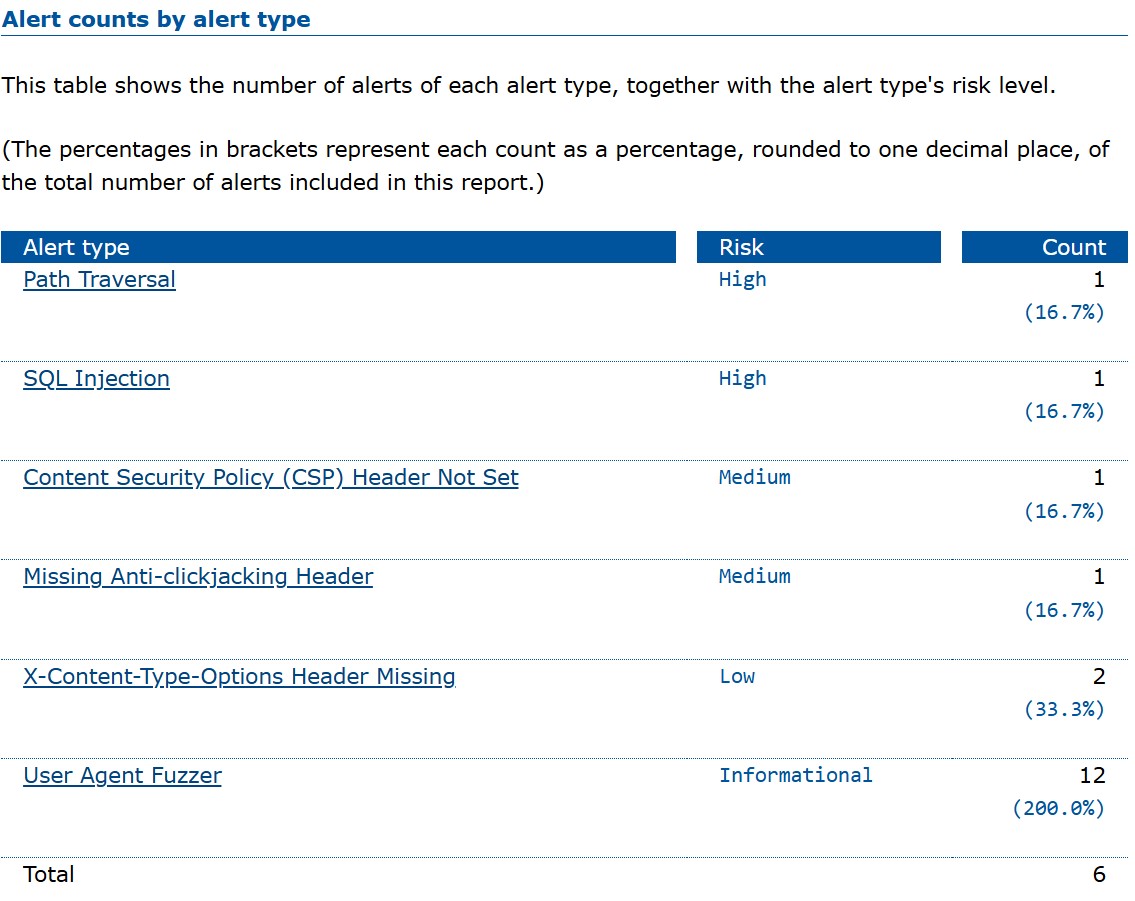 Alert counts by alert type
This table shows the number of alerts of each alert type, together with the alert type's risk level.
(The percentages in brackets represent each count as a percentage, rounded to one decimal place, of
the total number of alerts included in this report.)
Alert type Risk Count
Path Traversal High 1
(16.7%)
SQL Injection High 1
(16.7%)
Content Security Policy (CSP) Header Not Set Medium 1
(16.7%)
Missing Anti-clickjacking Header Medium 1
(16.7%)
X-Content-Type-Options Header Missing Low 2
(33.3%)
User Agent Fuzzer Informational 12
(200.0%)
Total 6